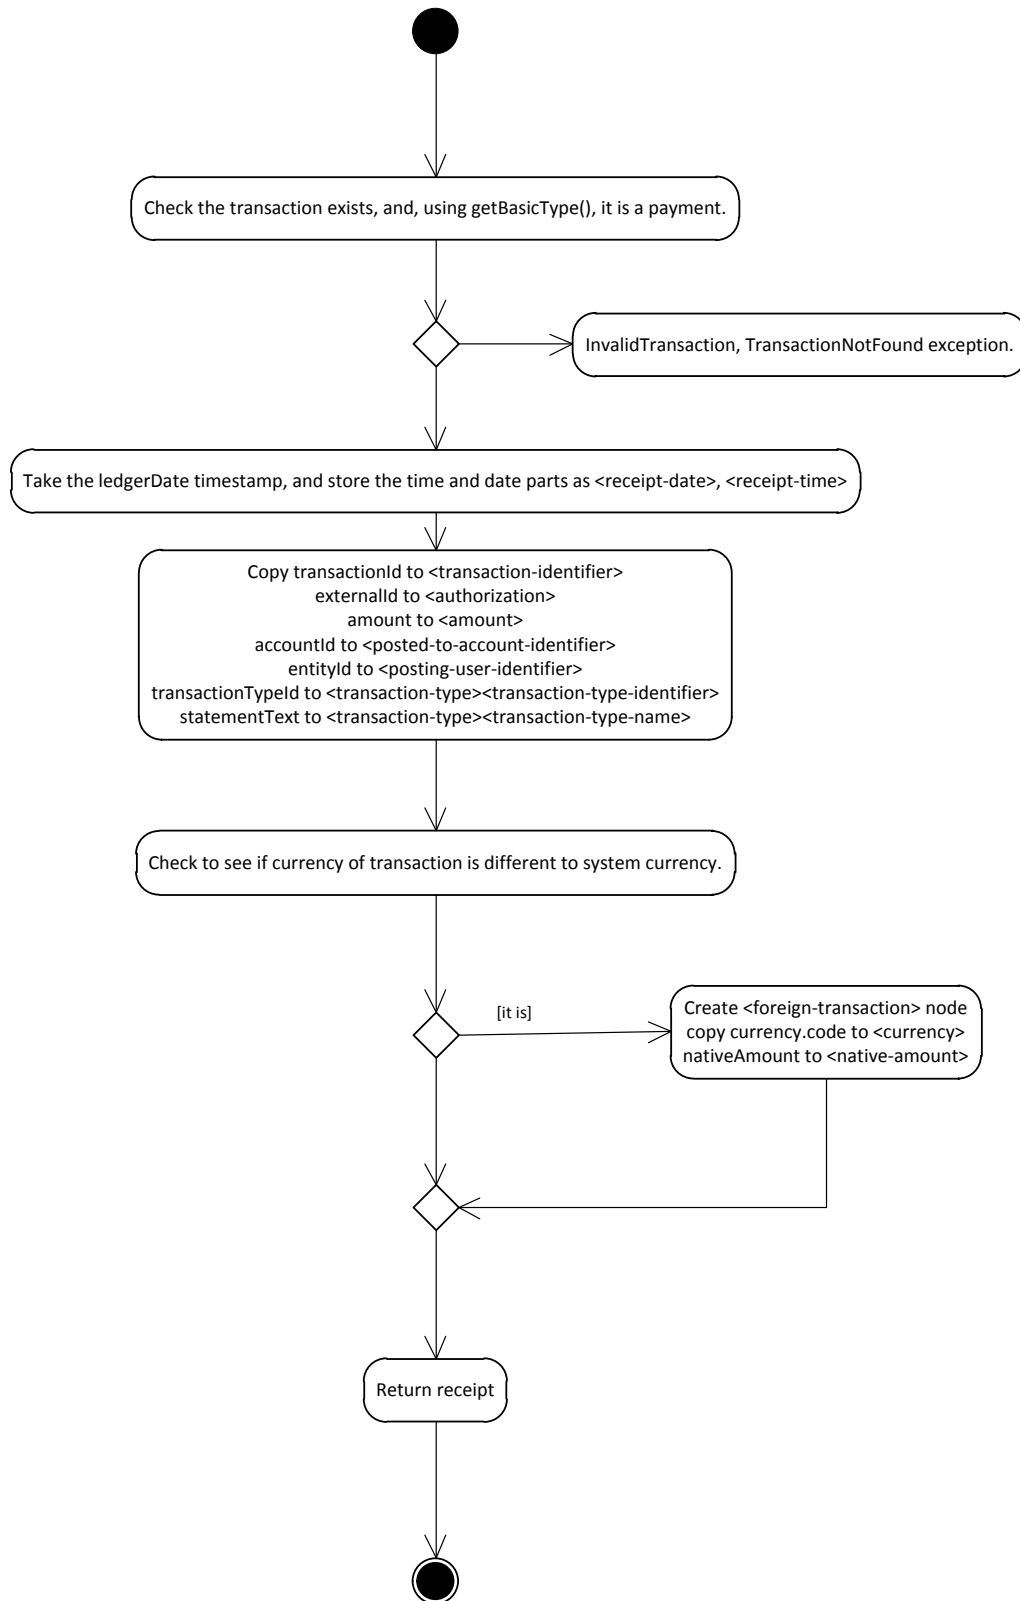 Check the transaction exists, and, using getBasicType(), it is a payment.
InvalidTransaction, TransactionNotFound exception.
Take the ledgerDate timestamp, and store the time and date parts as <receipt-date>, <receipt-time>
Copy transactionId to <transaction-identifier>
externalId to <authorization>
amount to <amount>
accountId to <posted-to-account-identifier>
entityId to <posting-user-identifier>
transactionTypeId to <transaction-type><transaction-type-identifier>
statementText to <transaction-type><transaction-type-name>
Check to see if currency of transaction is different to system currency.
[it is]
Create <foreign-transaction> node
copy currency.code to <currency>
nativeAmount to <native-amount>
Return receipt